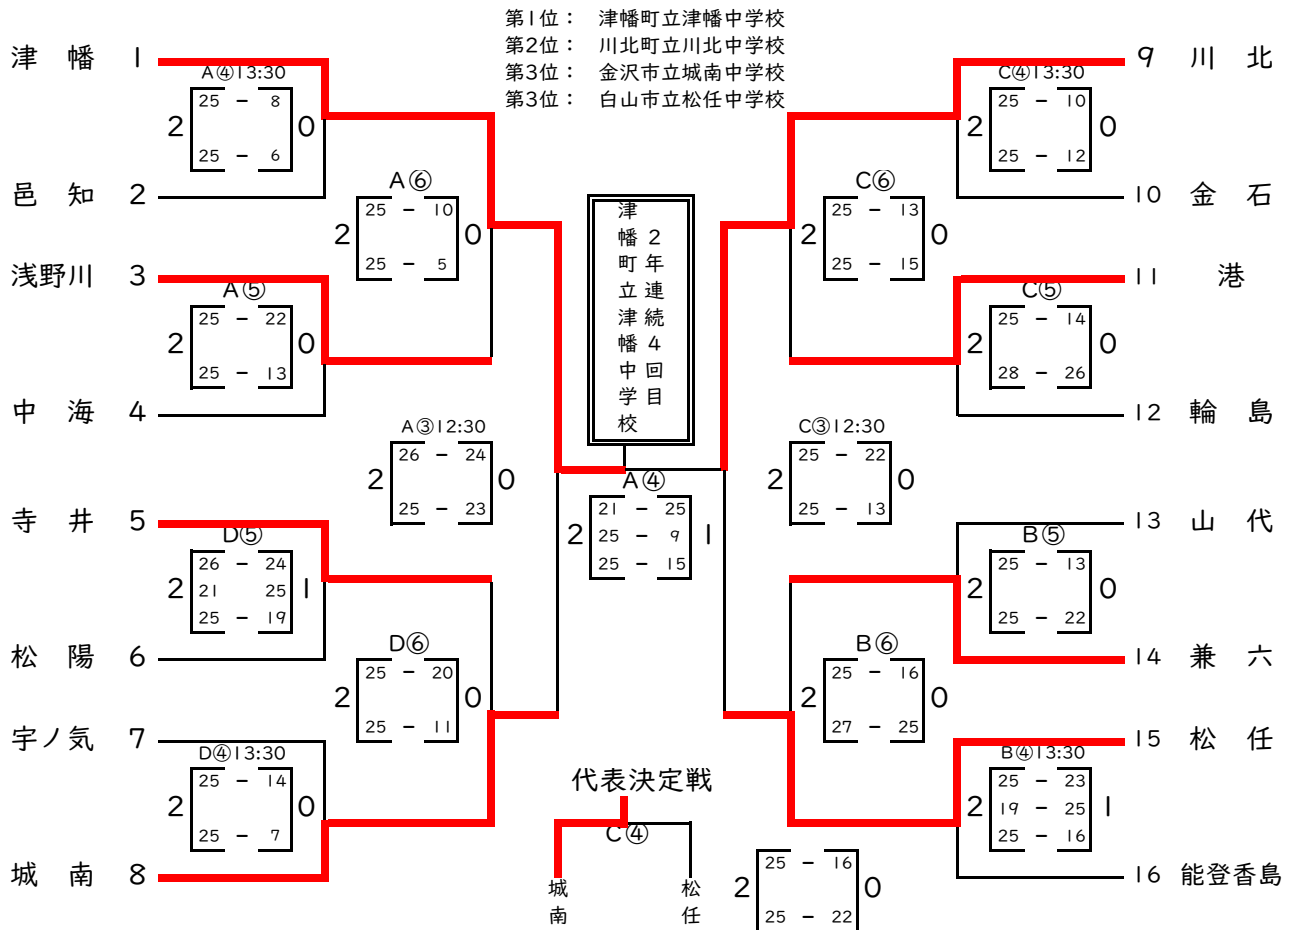 第1位： 津幡町立津幡中学校
第2位： 川北町立川北中学校
第3位： 金沢市立城南中学校
第3位： 白山市立松任中学校
津 幡 1
A④13:30
25 - 8
2 0
25 - 6
邑 知 2
A⑥
25 - 10
2 0
25 - 5
浅野川 3
A⑤
25 - 22
2 0
25 - 13
中 海 4
A③12:30
26 - 24
2 0
25 - 23
寺 井 5
D⑤
26 - 24
2 21 25 1
25 - 19
松 陽 6
D⑥
25 - 20
2 0
25 - 11
宇ノ気 7
D④13:30
25 - 14
2 0
25 - 7
城 南 8
津幡町立津幡中学校
2年連続4回目
A④
21 - 25
2 25 - 9 1
25 - 15
9 川 北
C④13:30
25 - 10
2 0
25 - 12
10 金 石
C⑥
25 - 13
2 0
25 - 15
11 港
C⑤
25 - 14
2 0
28 - 26
12 輪 島
C③12:30
25 - 22
2 0
25 - 13
13 山 代
B⑤
25 - 13
2 0
25 - 22
14 兼 六
B⑥
25 - 16
2 0
27 - 25
15 松 任
B④13:30
25 - 23
2 19 - 25 1
25 - 16
16 能登香島
代表決定戦
C④
城南
松任
25 - 16
2 0
25 - 22